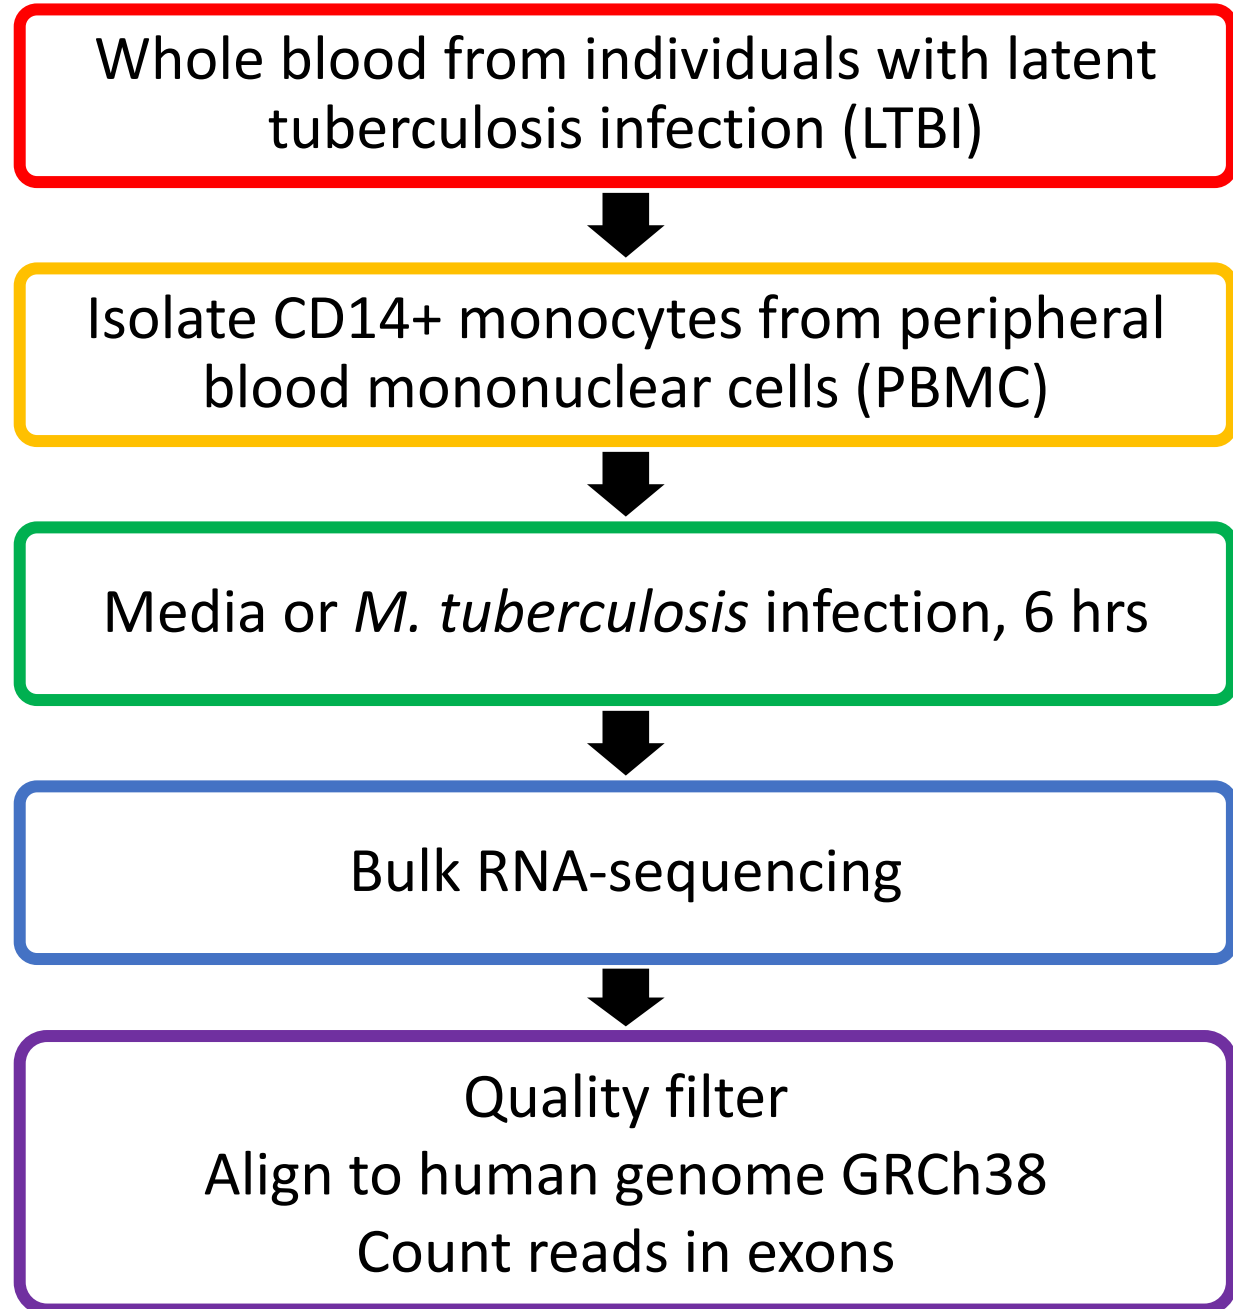 Whole blood from individuals with latent
tuberculosis infection (LTBI)
Isolate CD14+ monocytes from peripheral
blood mononuclear cells (PBMC)
Media or M. tuberculosis infection, 6 hrs
Bulk RNA-sequencing
Quality filter
Align to human genome GRCh38
Count reads in exons